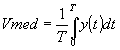 Vmed = 1/T ∫₀ᵀ y(t)dt